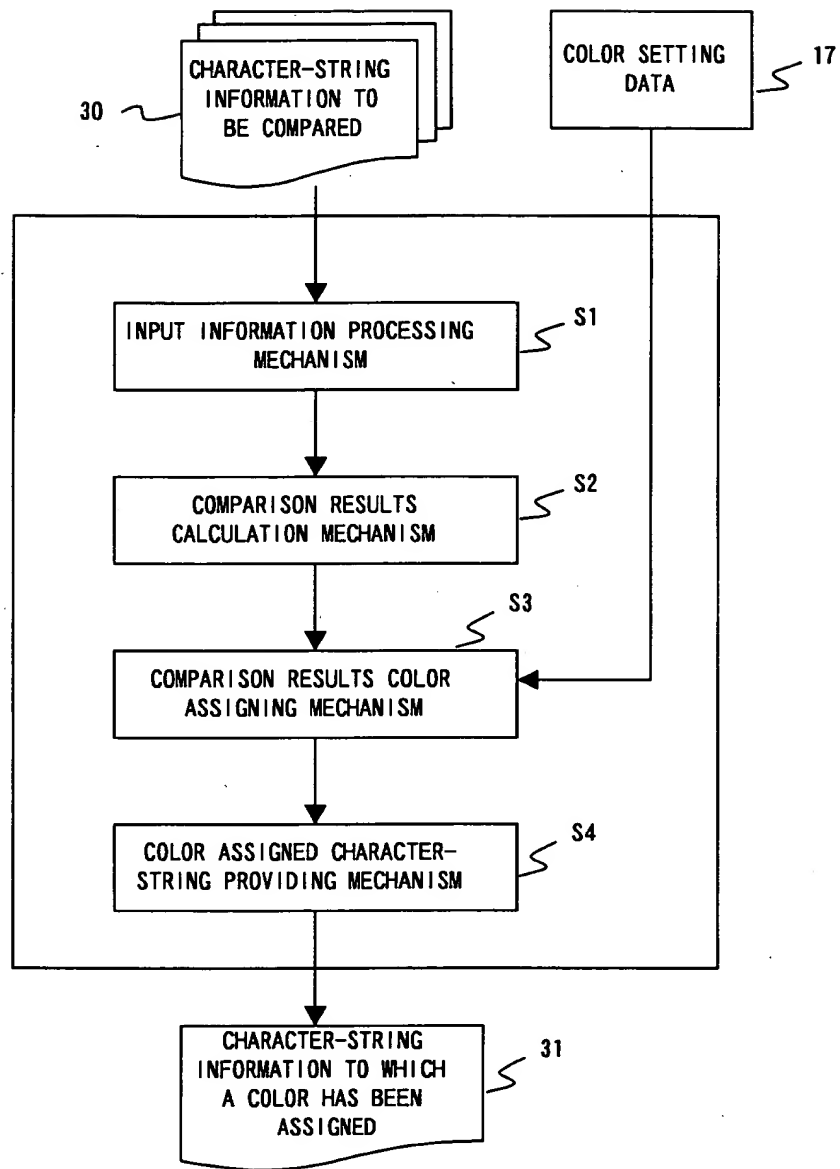 CHARACTER-STRING
INFORMATION TO
BE COMPARED
30
COLOR SETTING
DATA
17
INPUT INFORMATION PROCESSING
MECHANISM
S1
COMPARISON RESULTS
CALCULATION MECHANISM
S2
S3
COMPARISON RESULTS COLOR
ASSIGNING MECHANISM
COLOR ASSIGNED CHARACTER-
STRING PROVIDING MECHANISM
S4
CHARACTER-STRING
INFORMATION TO WHICH
A COLOR HAS BEEN
ASSIGNED
31